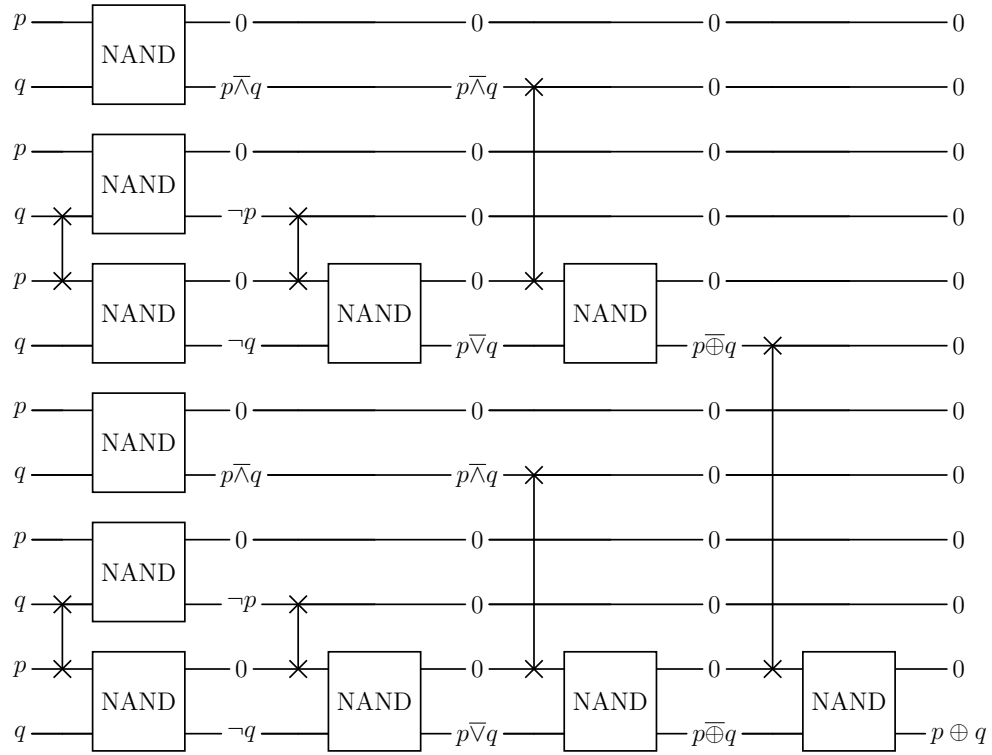 p NAND 0 0 0 0
q p⊼q p⊼q 0 0
p NAND 0 0 0 0
q ¬p 0 0 0
p NAND 0 NAND 0 NAND 0 0
q ¬q p⊽q p⊕̅q 0
p NAND 0 0 0 0
q p⊼q p⊼q 0 0
p NAND 0 0 0 0
q ¬p 0 0 0
p NAND 0 NAND 0 NAND 0 NAND 0
q ¬q p⊽q p⊕̅q p ⊕ q